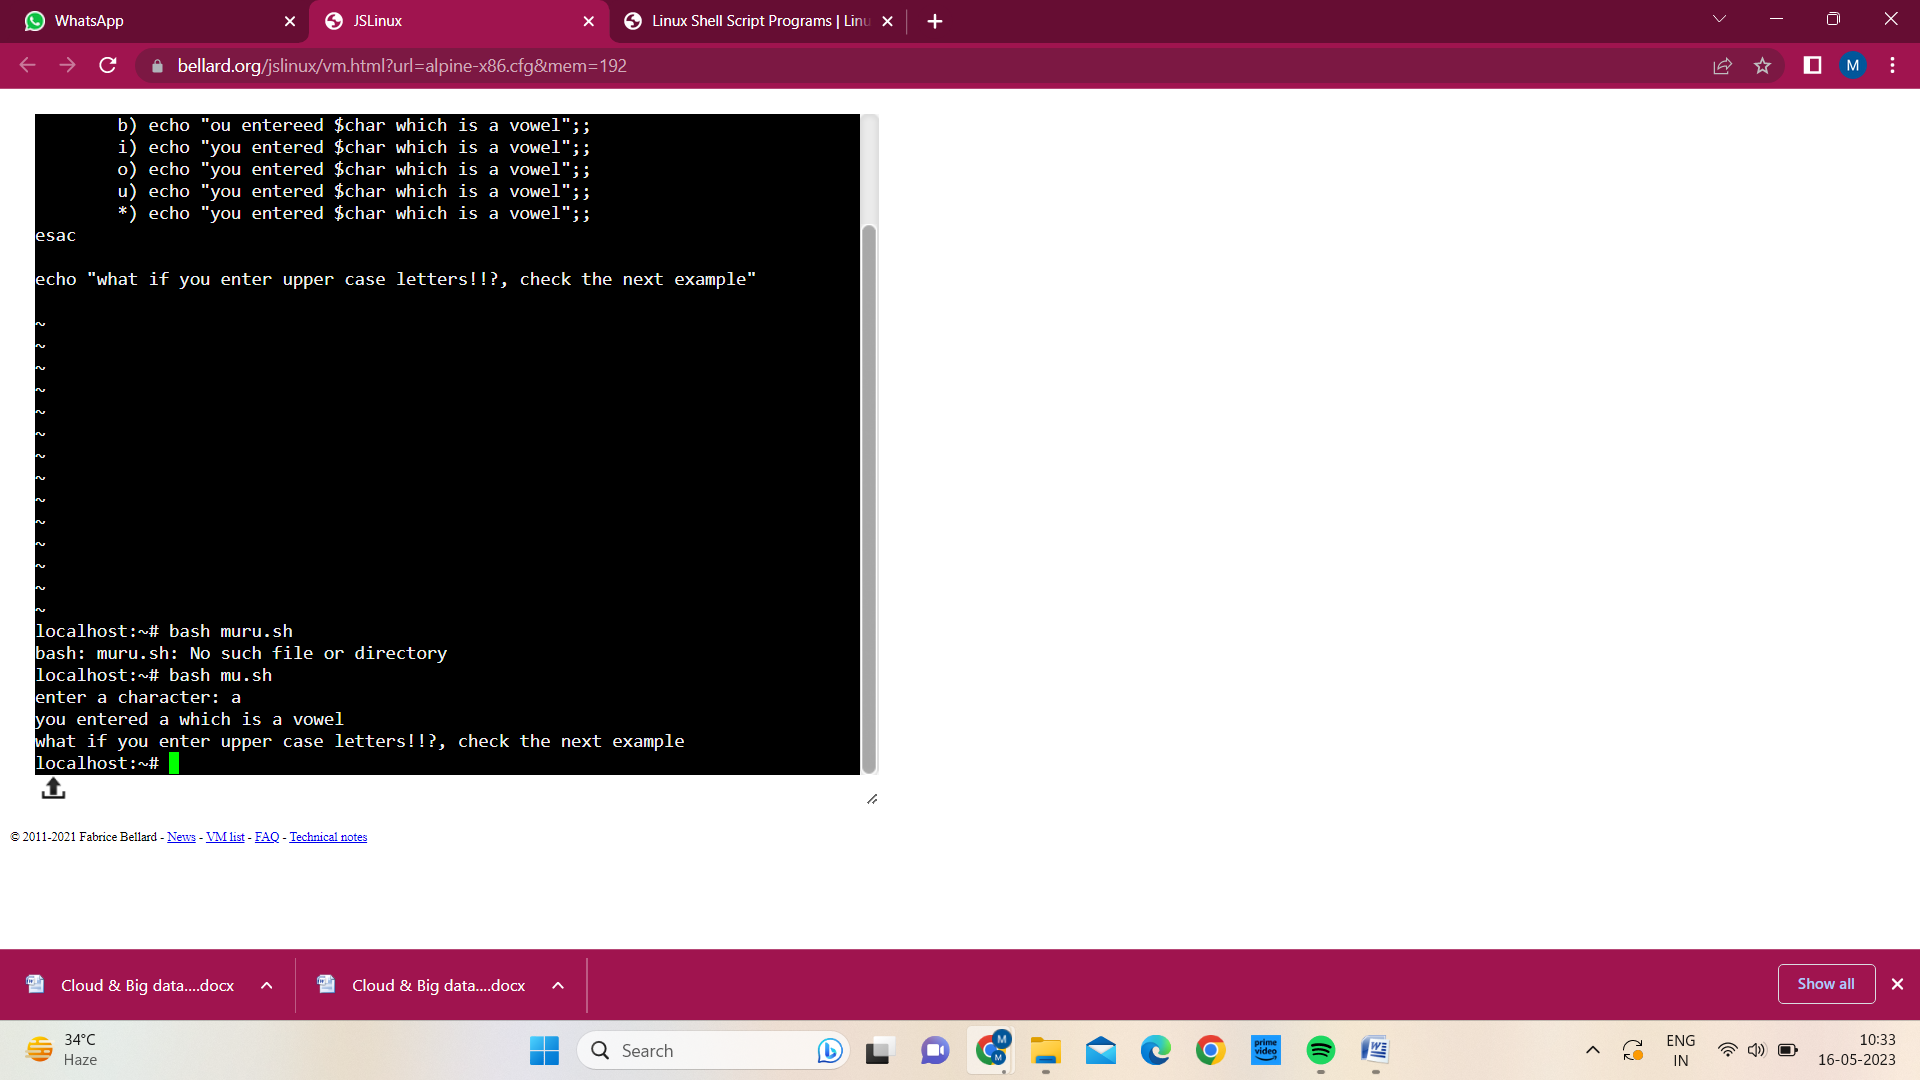 WhatsApp
JSLinux
Linux Shell Script Programs | Linu
bellard.org/jslinux/vm.html?url=alpine-x86.cfg&mem=192
M
b) echo "ou entereed $char which is a vowel";;
i) echo "you entered $char which is a vowel";;
o) echo "you entered $char which is a vowel";;
u) echo "you entered $char which is a vowel";;
*) echo "you entered $char which is a vowel";;
esac
echo "what if you enter upper case letters!!?, check the next example"
~
~
~
~
~
~
~
~
~
~
~
~
~
~
localhost:~# bash muru.sh
bash: muru.sh: No such file or directory
localhost:~# bash mu.sh
enter a character: a
you entered a which is a vowel
what if you enter upper case letters!!?, check the next example
localhost:~#
© 2011-2021 Fabrice Bellard - News - VM list - FAQ - Technical notes
Cloud & Big data....docx
Cloud & Big data....docx
Show all
34°C
Haze
Search
M
M
prime video
W
ENG
IN
10:33
16-05-2023